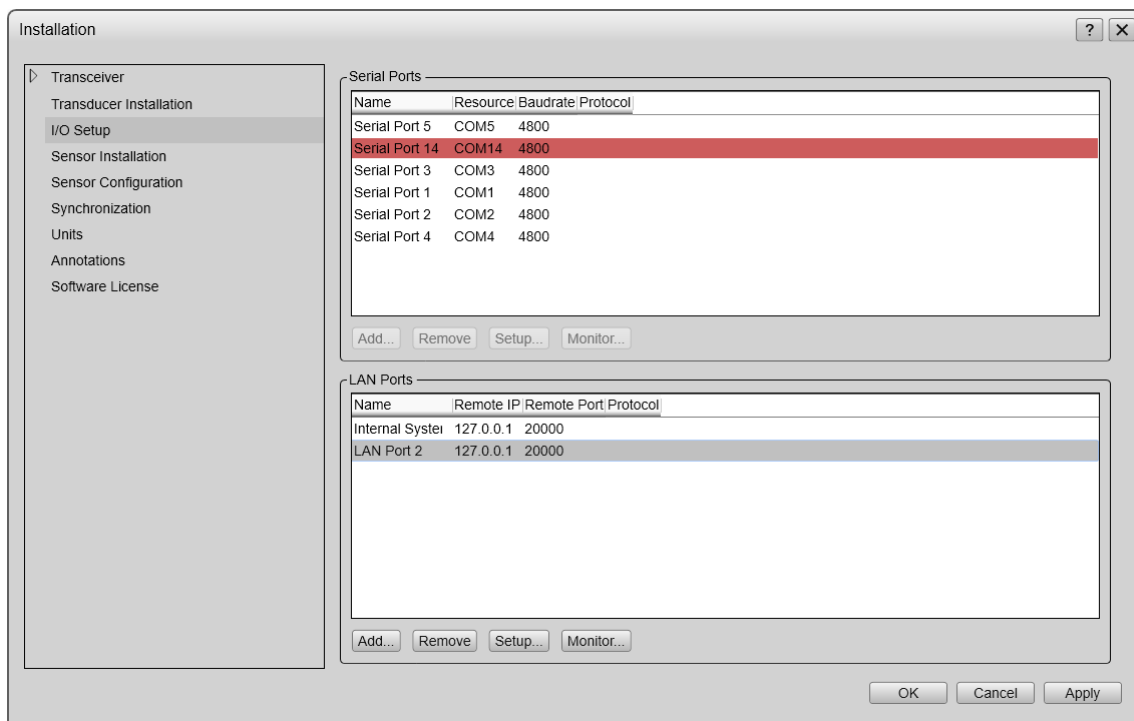 Installation
?
Transceiver
Transducer Installation
I/O Setup
Sensor Installation
Sensor Configuration
Synchronization
Units
Annotations
Software License
Serial Ports
Name Resource Baudrate Protocol
Serial Port 5 COM5 4800
Serial Port 14 COM14 4800
Serial Port 3 COM3 4800
Serial Port 1 COM1 4800
Serial Port 2 COM2 4800
Serial Port 4 COM4 4800
Add... Remove Setup... Monitor...
LAN Ports
Name Remote IP Remote Port Protocol
Internal Syster 127.0.0.1 20000
LAN Port 2 127.0.0.1 20000
Add... Remove Setup... Monitor...
OK Cancel Apply